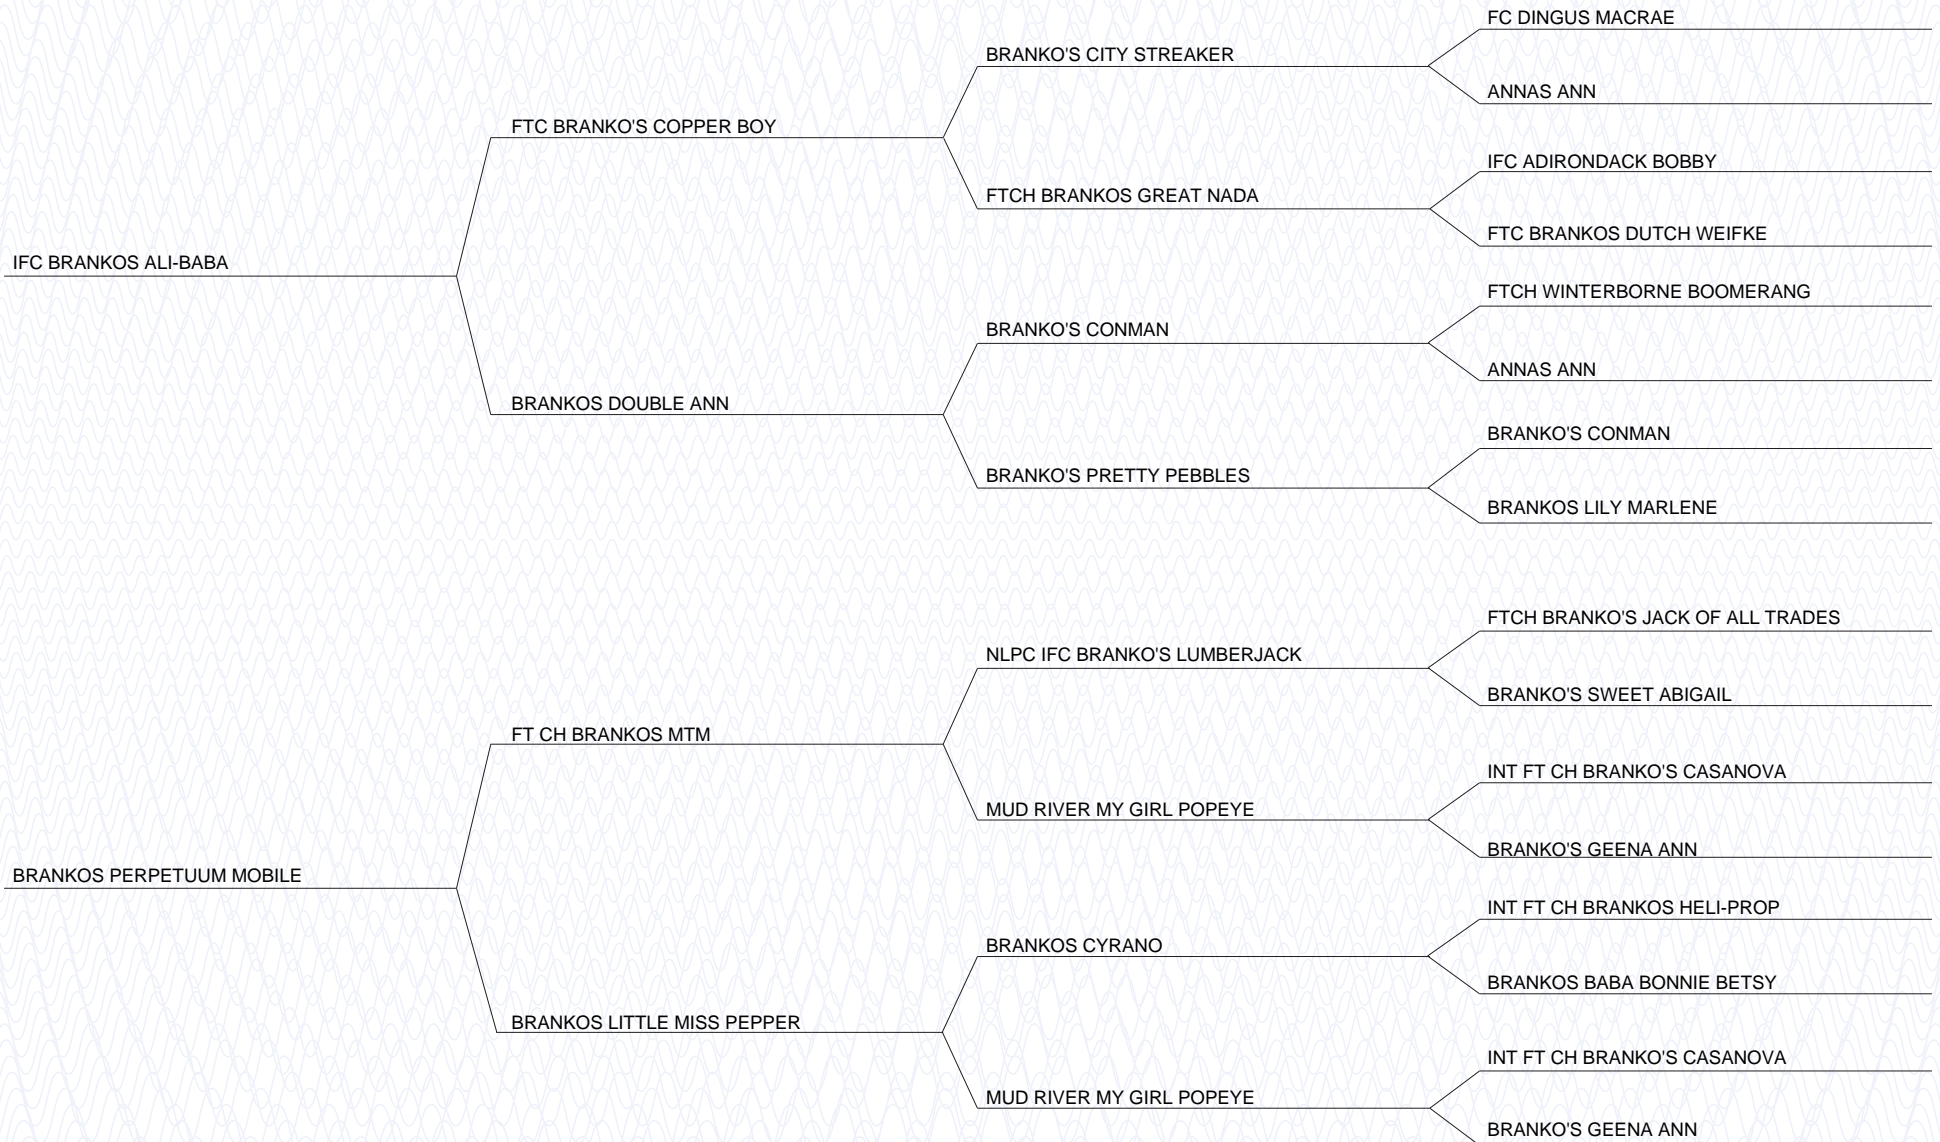 FC DINGUS MACRAE
BRANKO'S CITY STREAKER
ANNAS ANN
FTC BRANKO'S COPPER BOY
IFC ADIRONDACK BOBBY
FTCH BRANKOS GREAT NADA
FTC BRANKOS DUTCH WEIFKE
IFC BRANKOS ALI-BABA
FTCH WINTERBORNE BOOMERANG
BRANKO'S CONMAN
ANNAS ANN
BRANKOS DOUBLE ANN
BRANKO'S CONMAN
BRANKO'S PRETTY PEBBLES
BRANKOS LILY MARLENE
FTCH BRANKO'S JACK OF ALL TRADES
NLPC IFC BRANKO'S LUMBERJACK
BRANKO'S SWEET ABIGAIL
FT CH BRANKOS MTM
INT FT CH BRANKO'S CASANOVA
MUD RIVER MY GIRL POPEYE
BRANKO'S GEENA ANN
BRANKOS PERPETUUM MOBILE
INT FT CH BRANKOS HELI-PROP
BRANKOS CYRANO
BRANKOS BABA BONNIE BETSY
BRANKOS LITTLE MISS PEPPER
INT FT CH BRANKO'S CASANOVA
MUD RIVER MY GIRL POPEYE
BRANKO'S GEENA ANN